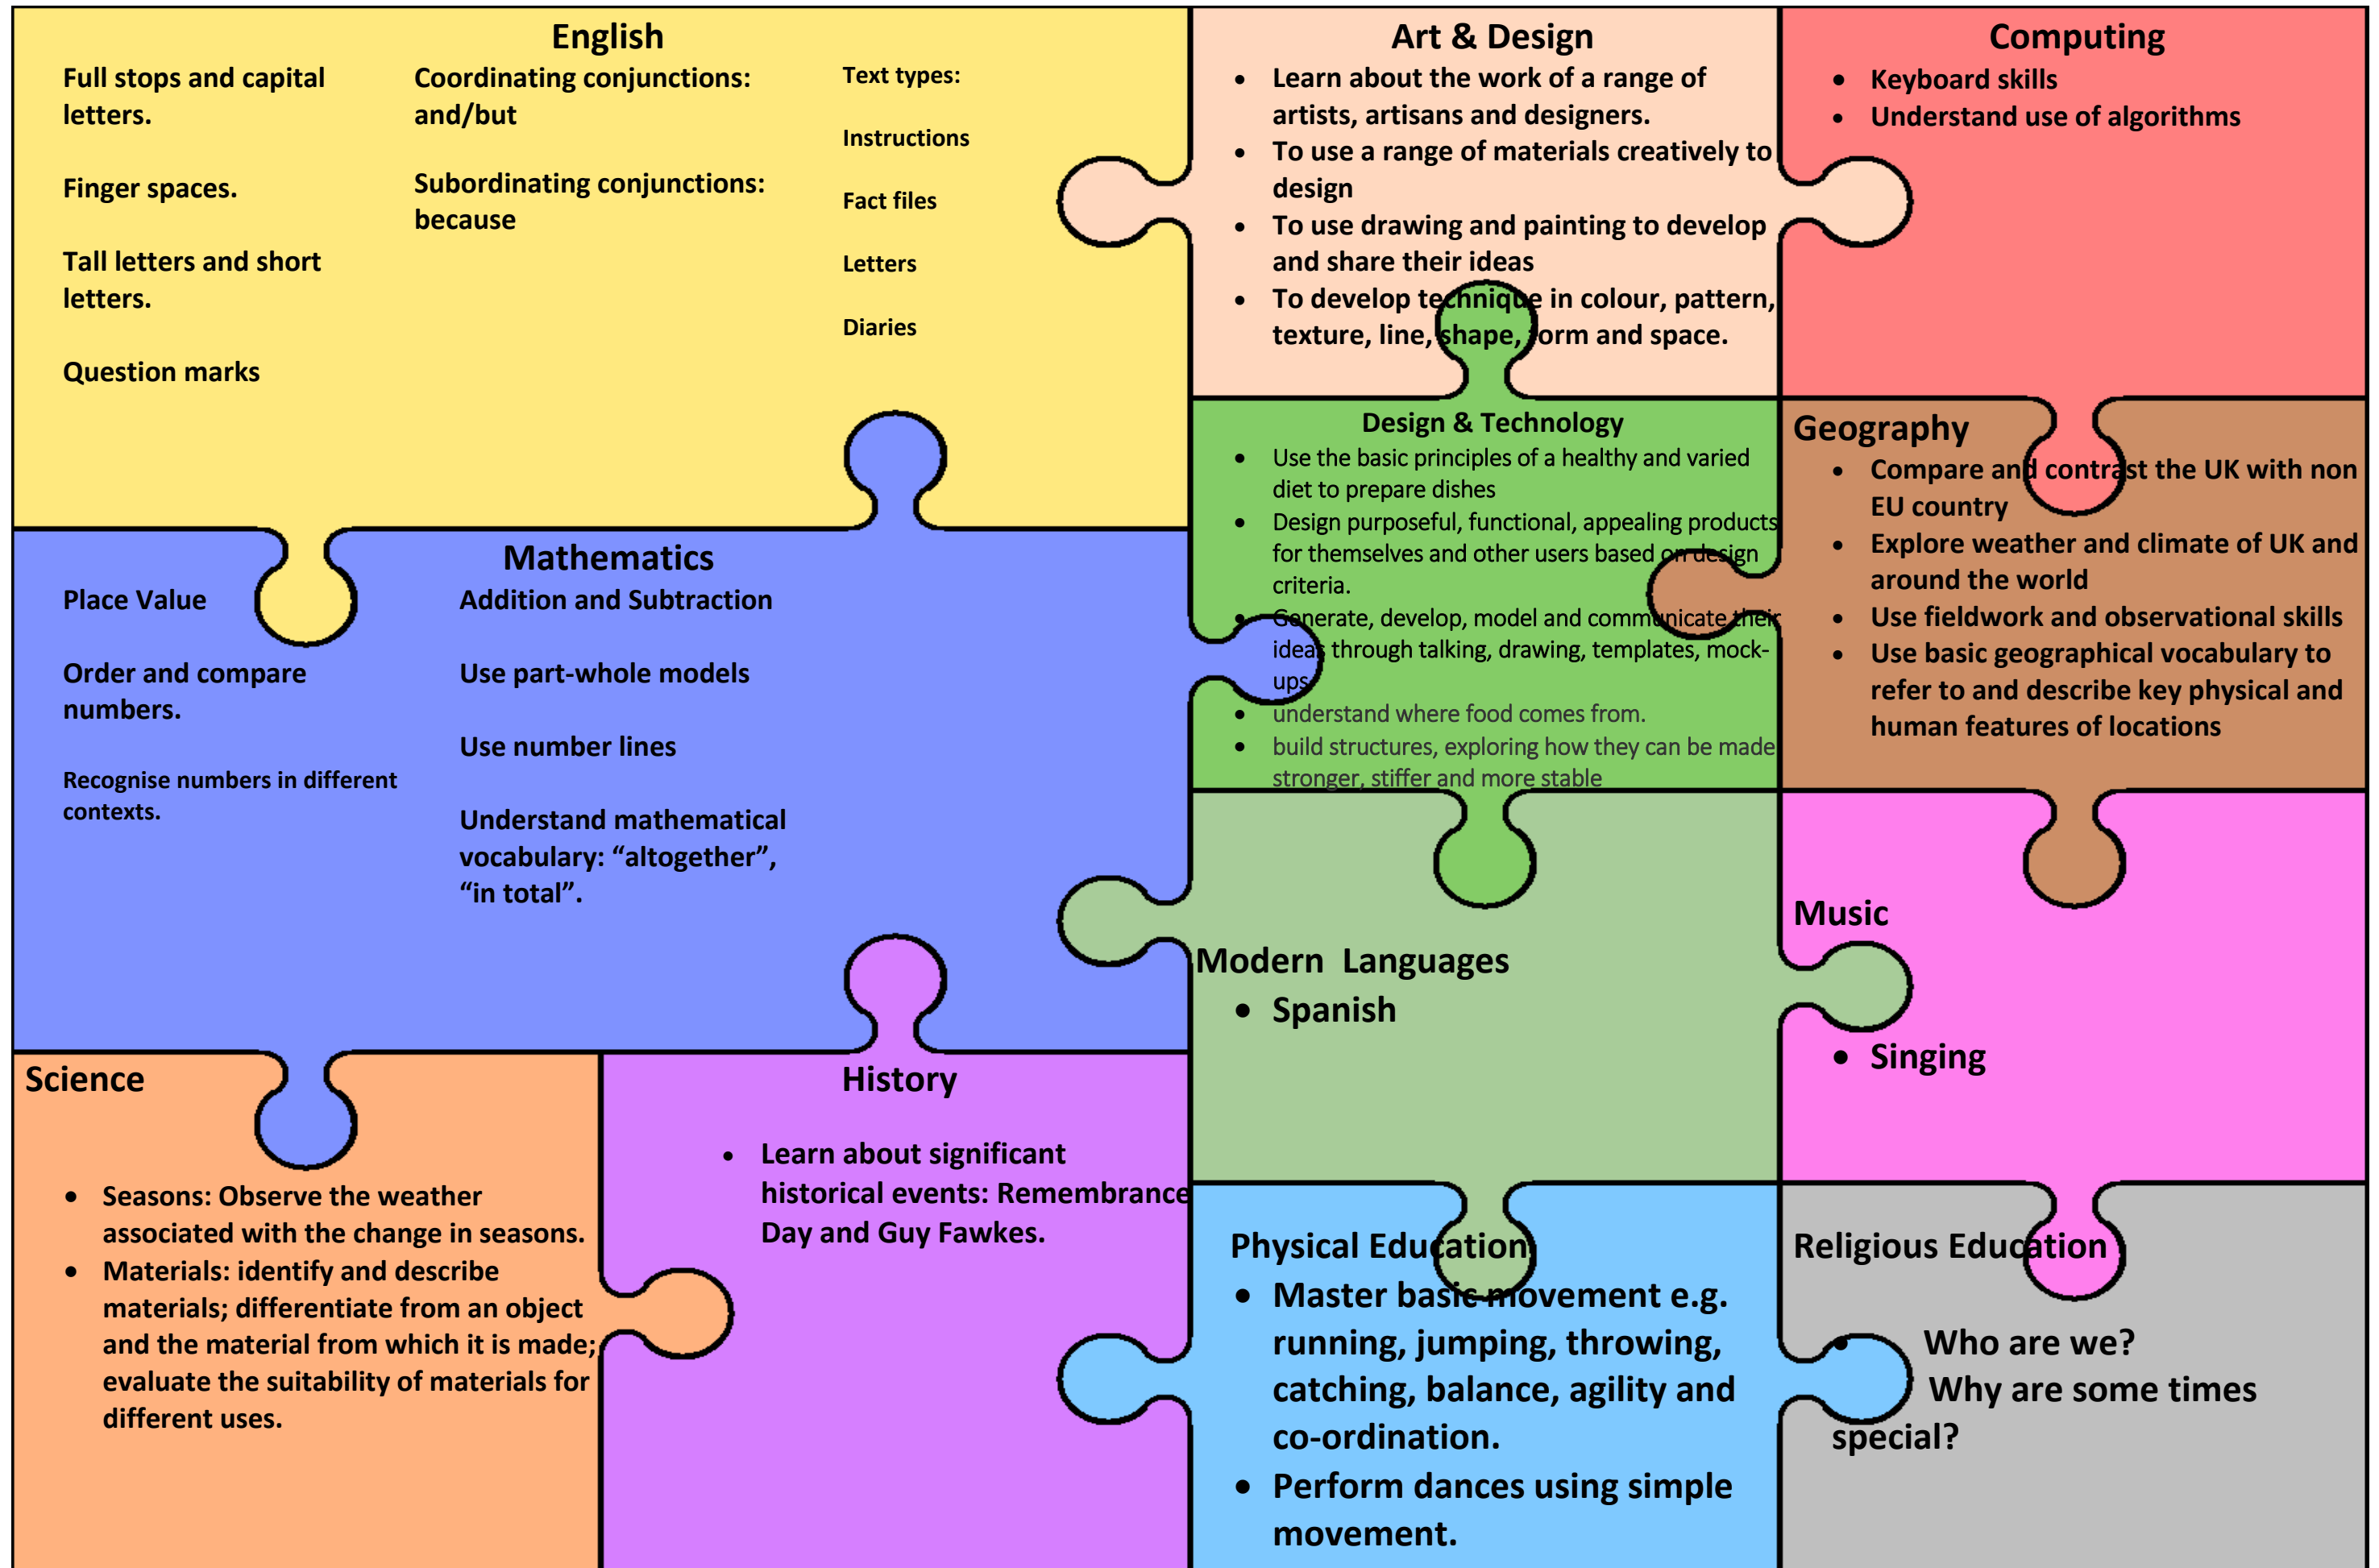 English
Full stops and capital
letters.
Finger spaces.
Tall letters and short
letters.
Question marks
Coordinating conjunctions:
and/but
Subordinating conjunctions:
because
Text types:
Instructions
Fact files
Letters
Diaries
Art & Design
• Learn about the work of a range of
artists, artisans and designers.
• To use a range of materials creatively to
design
• To use drawing and painting to develop
and share their ideas
• To develop technique in colour, pattern,
texture, line, shape, form and space.
Computing
• Keyboard skills
• Understand use of algorithms
Design & Technology
• Use the basic principles of a healthy and varied
diet to prepare dishes
• Design purposeful, functional, appealing products
for themselves and other users based on design
criteria.
• Generate, develop, model and communicate their
ideas through talking, drawing, templates, mock-
ups
• understand where food comes from.
• build structures, exploring how they can be made
stronger, stiffer and more stable
Geography
• Compare and contrast the UK with non
EU country
• Explore weather and climate of UK and
around the world
• Use fieldwork and observational skills
• Use basic geographical vocabulary to
refer to and describe key physical and
human features of locations
Mathematics
Place Value
Order and compare
numbers.
Recognise numbers in different
contexts.
Addition and Subtraction
Use part-whole models
Use number lines
Understand mathematical
vocabulary: “altogether”,
“in total”.
Modern Languages
• Spanish
Music
• Singing
Science
• Seasons: Observe the weather
associated with the change in seasons.
• Materials: identify and describe
materials; differentiate from an object
and the material from which it is made;
evaluate the suitability of materials for
different uses.
History
• Learn about significant
historical events: Remembrance
Day and Guy Fawkes.
Physical Education
• Master basic movement e.g.
running, jumping, throwing,
catching, balance, agility and
co-ordination.
• Perform dances using simple
movement.
Religious Education
• Who are we?
Why are some times
special?